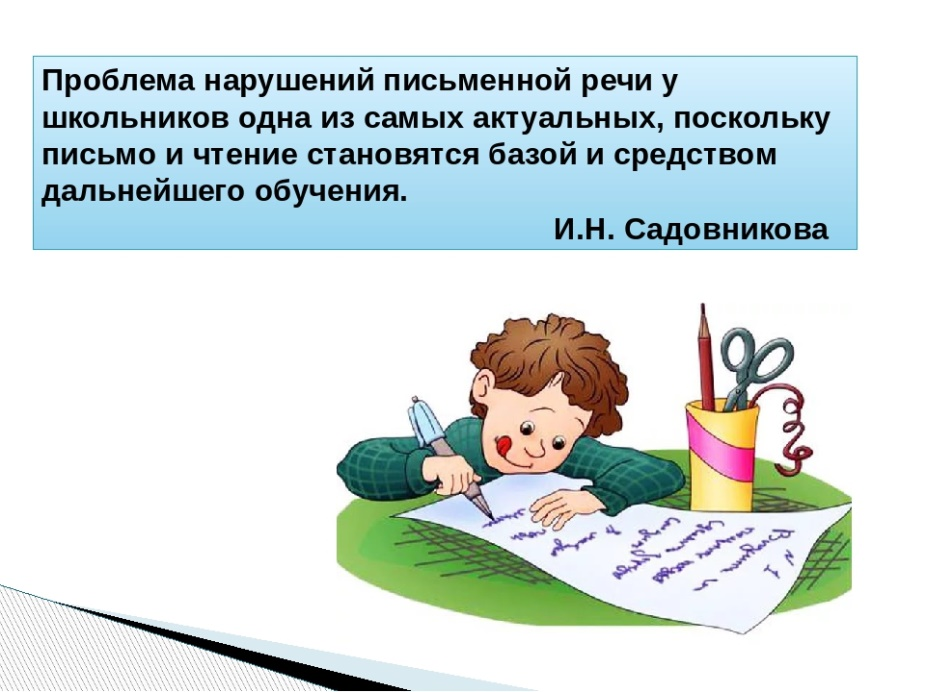 Проблема нарушений письменной речи у
школьников одна из самых актуальных, поскольку
письмо и чтение становятся базой и средством
дальнейшего обучения.
И.Н. Садовникова